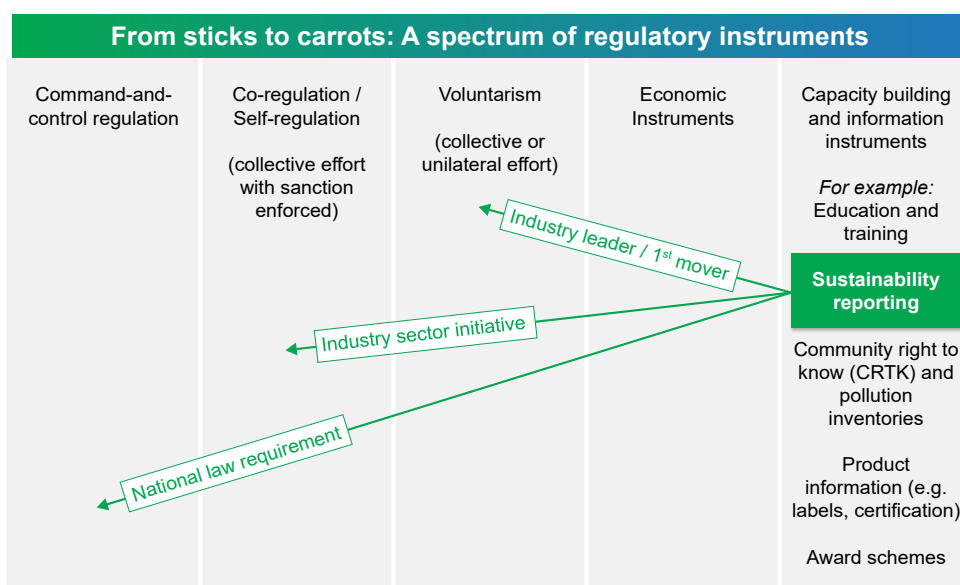 From sticks to carrots: A spectrum of regulatory instruments
Command-and-
control regulation
Co-regulation /
Self-regulation
(collective effort
with sanction
enforced)
Voluntarism
(collective or
unilateral effort)
Economic
Instruments
Capacity building
and information
instruments
For example:
Education and
training
Sustainability
reporting
Community right to
know (CRTK) and
pollution
inventories
Product
information (e.g.
labels, certification)
Award schemes
Industry leader / 1st mover
Industry sector initiative
National law requirement